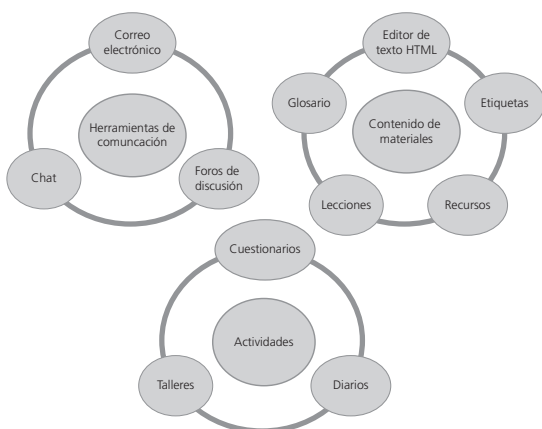 Correo
electrónico
Herramientas de
comuncación
Chat
Foros de
discusión
Editor de
texto HTML
Glosario
Etiquetas
Contenido de
materiales
Lecciones
Recursos
Cuestionarios
Actividades
Talleres
Diarios